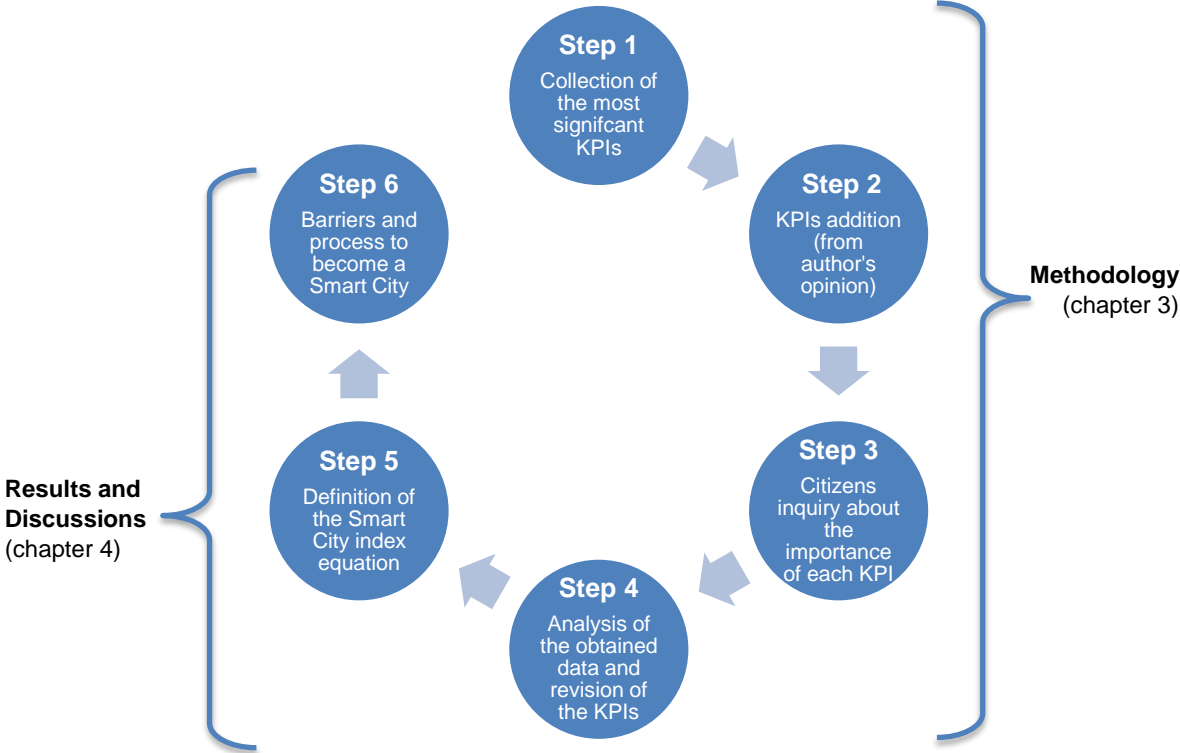 Step 1
Collection of
the most
signifcant
KPIs
Step 2
KPIs addition
(from
author's
opinion)
Step 3
Citizens
inquiry about
the
importance
of each KPI
Step 4
Analysis of
the obtained
data and
revision of
the KPIs
Step 5
Definition of
the Smart
City index
equation
Step 6
Barriers and
process to
become a
Smart City
Methodology
(chapter 3)
Results and
Discussions
(chapter 4)